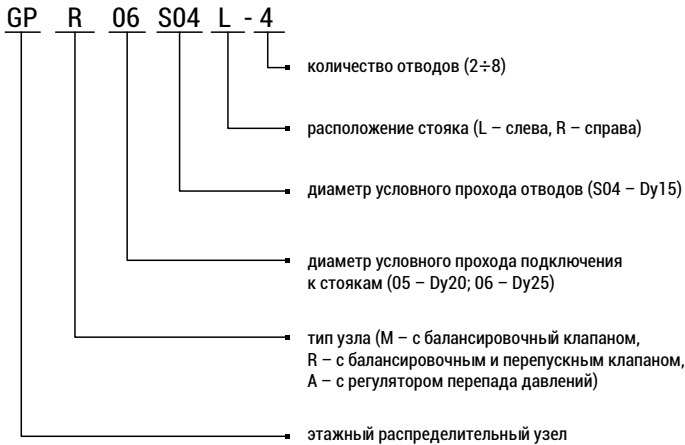 GP R 06 S04 L - 4
количество отводов (2÷8)
расположение стояка (L – слева, R – справа)
диаметр условного прохода отводов (S04 – Dy15)
диаметр условного прохода подключения
к стоякам (05 – Dy20; 06 – Dy25)
тип узла (M – с балансировочный клапаном,
R – с балансировочным и перепускным клапаном,
A – с регулятором перепада давлений)
этажный распределительный узел